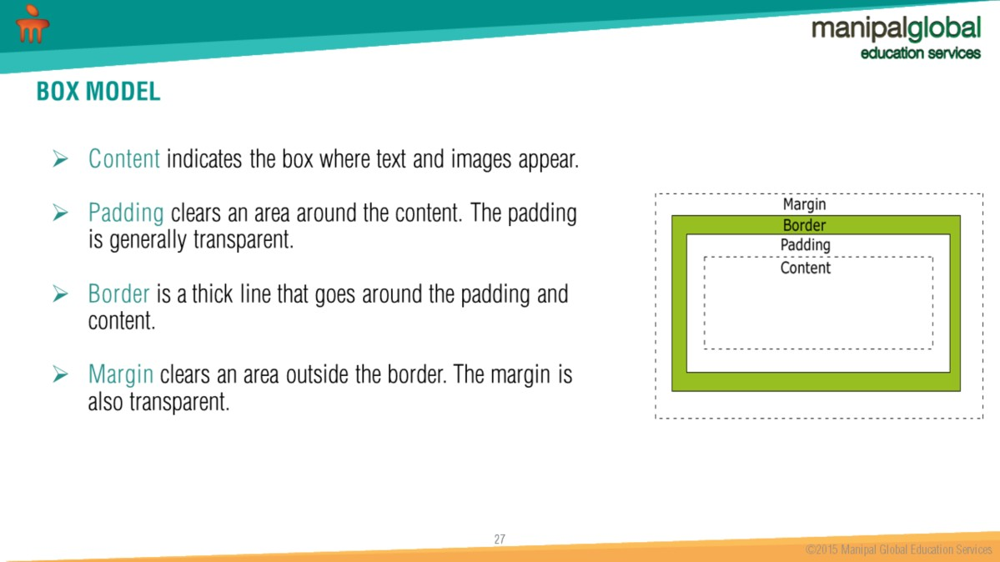 manipalglobal
education services
BOX MODEL
Content indicates the box where text and images appear.
Padding clears an area around the content. The padding
is generally transparent.
Border is a thick line that goes around the padding and
content.
Margin clears an area outside the border. The margin is
also transparent.
Margin
Border
Padding
Content
27
©2015 Manipal Global Education Services